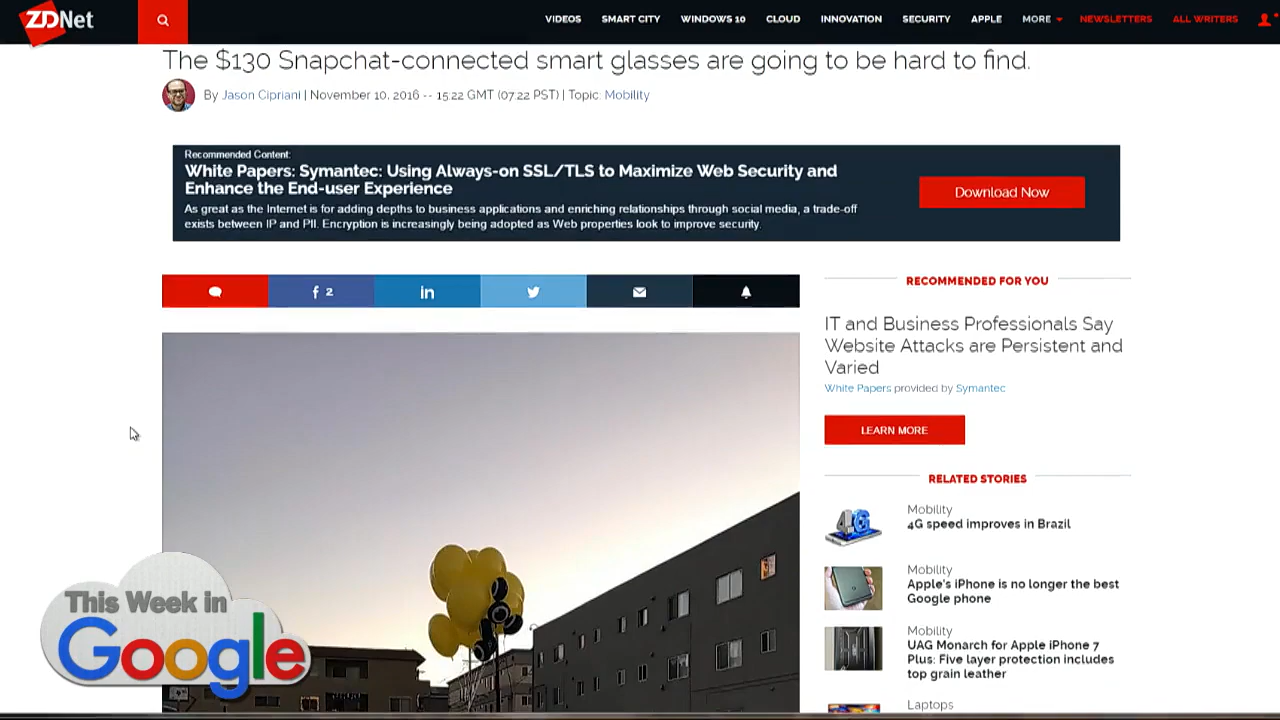 ZDNet
VIDEOS SMART CITY WINDOWS 10 CLOUD INNOVATION SECURITY APPLE MORE NEWSLETTERS ALL WRITERS
The $130 Snapchat-connected smart glasses are going to be hard to find.
By Jason Cipriani | November 10, 2016 -- 15:22 GMT (07:22 PST) | Topic: Mobility
Recommended Content:
White Papers: Symantec: Using Always-on SSL/TLS to Maximize Web Security and
Enhance the End-user Experience
As great as the Internet is for adding depths to business applications and enriching relationships through social media, a trade-off
exists between IP and PII. Encryption is increasingly being adopted as Web properties look to improve security.
Download Now
f 2
in
RECOMMENDED FOR YOU
IT and Business Professionals Say
Website Attacks are Persistent and
Varied
White Papers provided by Symantec
LEARN MORE
RELATED STORIES
Mobility
4G speed improves in Brazil
Mobility
Apple's iPhone is no longer the best
Google phone
Mobility
UAG Monarch for Apple iPhone 7
Plus: Five layer protection includes
top grain leather
Laptops
4G
This Week in
Google